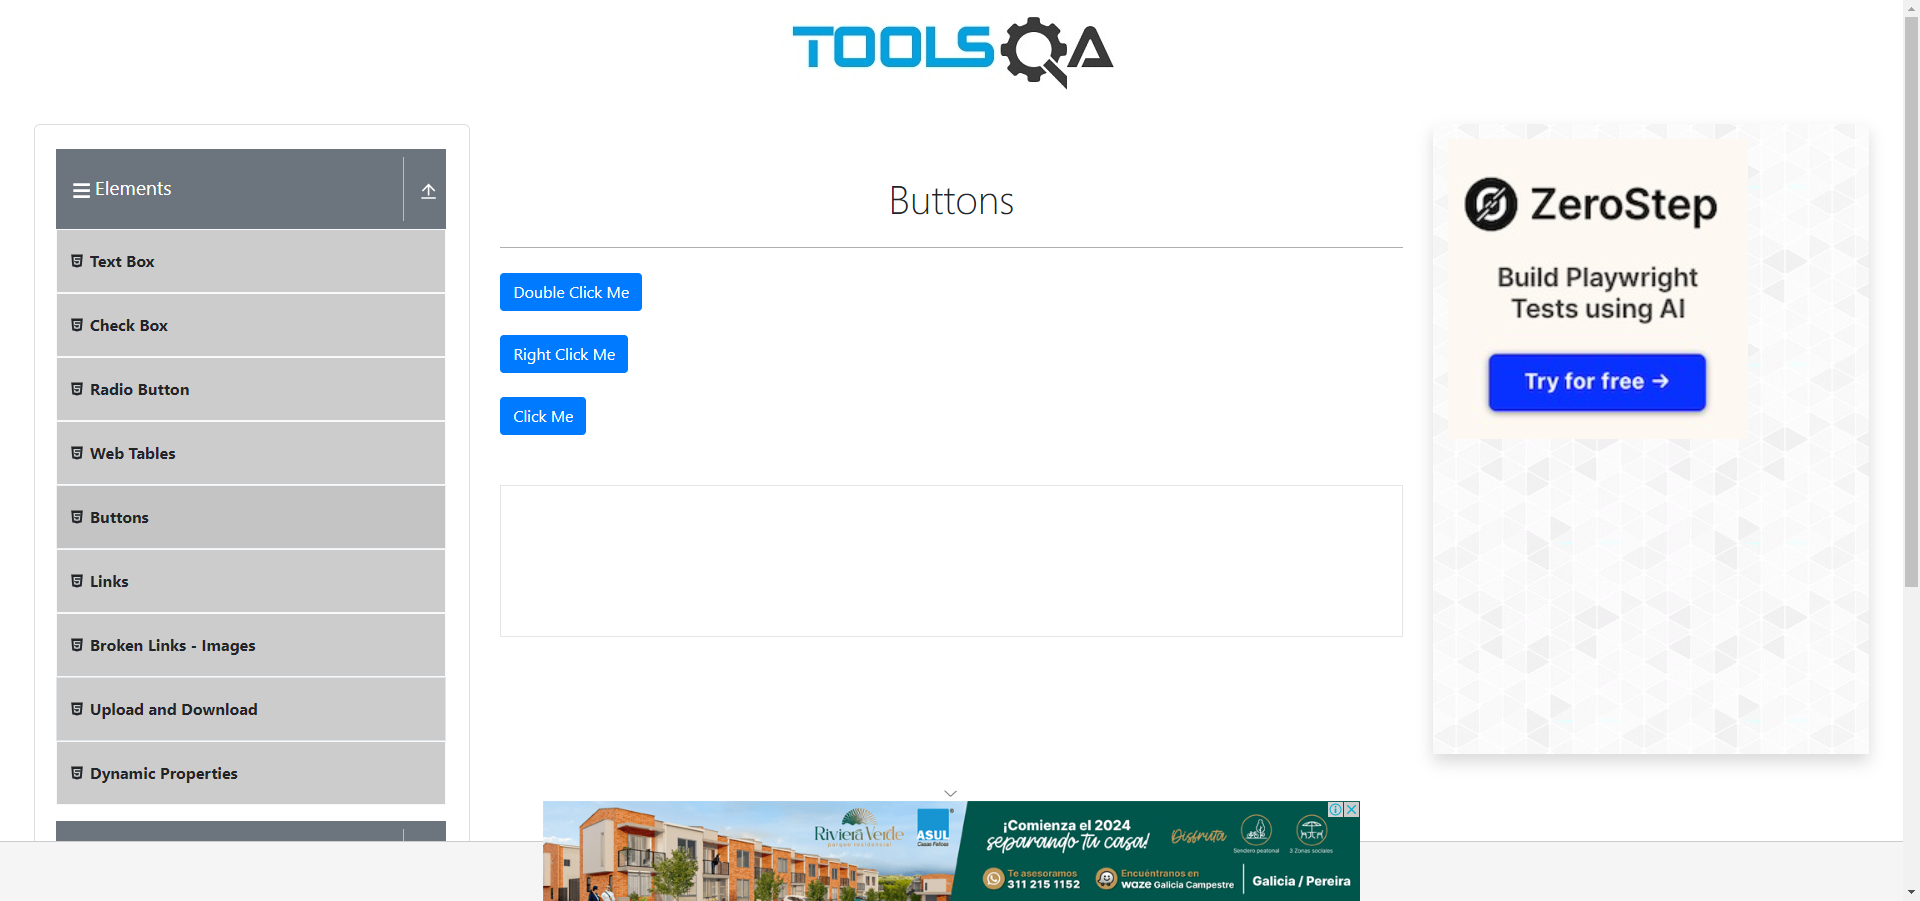 TOOLSQA
Elements
Text Box
Check Box
Radio Button
Web Tables
Buttons
Links
Broken Links - Images
Upload and Download
Dynamic Properties
Buttons
Double Click Me
Right Click Me
Click Me
ZeroStep
Build Playwright
Tests using AI
Try for free →
Riviera Verde
parque residencial
ASUL
Casas Felices
¡Comienza el 2024
separando tu casa!
Te asesoramos
311 215 1152
Disfruta
Sendero peatonal
3 Zonas sociales
Encuéntranos en
waze Galicia Campestre
Galicia / Pereira